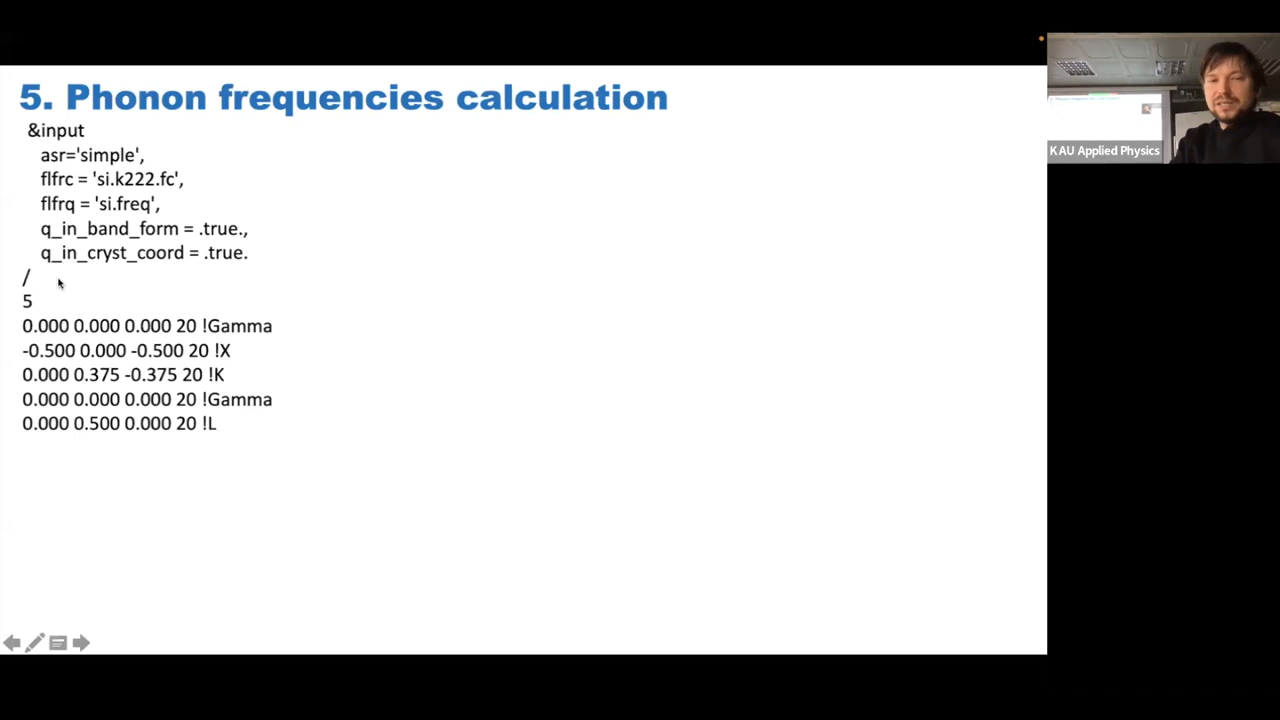 5. Phonon frequencies calculation
&input
asr='simple',
flfrc = 'si.k222.fc',
flfrq = 'si.freq',
q_in_band_form = .true.,
q_in_cryst_coord = .true.
/
5
0.000 0.000 0.000 20 !Gamma
-0.500 0.000 -0.500 20 !X
0.000 0.375 -0.375 20 !K
0.000 0.000 0.000 20 !Gamma
0.000 0.500 0.000 20 !L
KAU Applied Physics